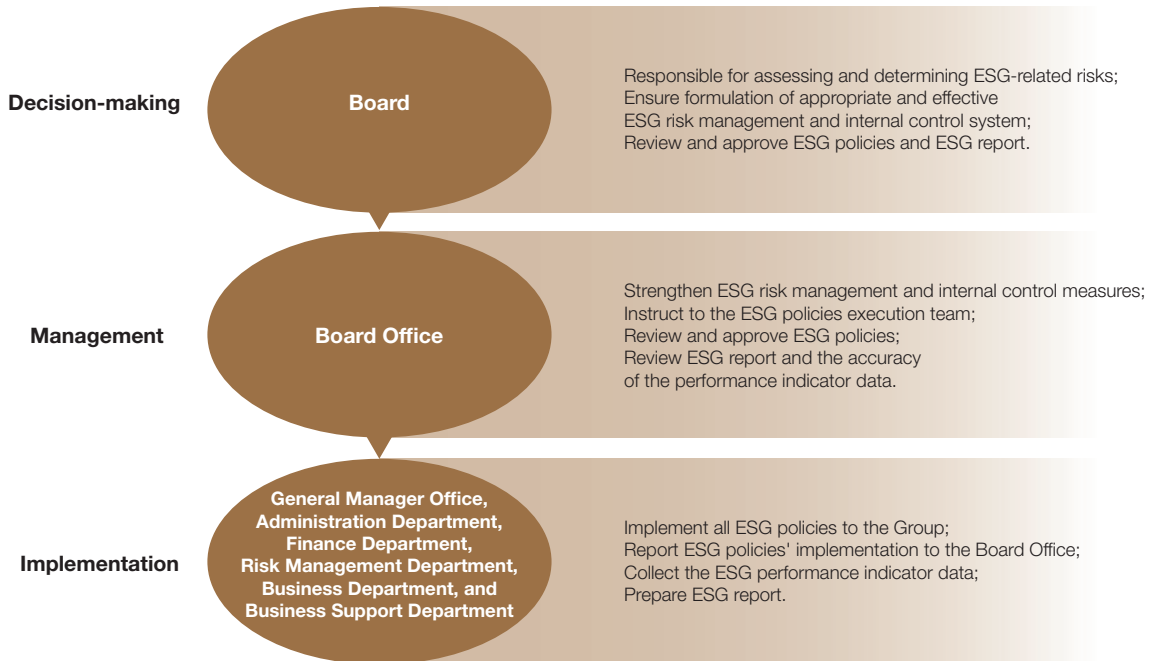 Decision-making
Board
Responsible for assessing and determining ESG-related risks;
Ensure formulation of appropriate and effective
ESG risk management and internal control system;
Review and approve ESG policies and ESG report.
Management
Board Office
Strengthen ESG risk management and internal control measures;
Instruct to the ESG policies execution team;
Review and approve ESG policies;
Review ESG report and the accuracy
of the performance indicator data.
Implementation
General Manager Office,
Administration Department,
Finance Department,
Risk Management Department,
Business Department, and
Business Support Department
Implement all ESG policies to the Group;
Report ESG policies' implementation to the Board Office;
Collect the ESG performance indicator data;
Prepare ESG report.